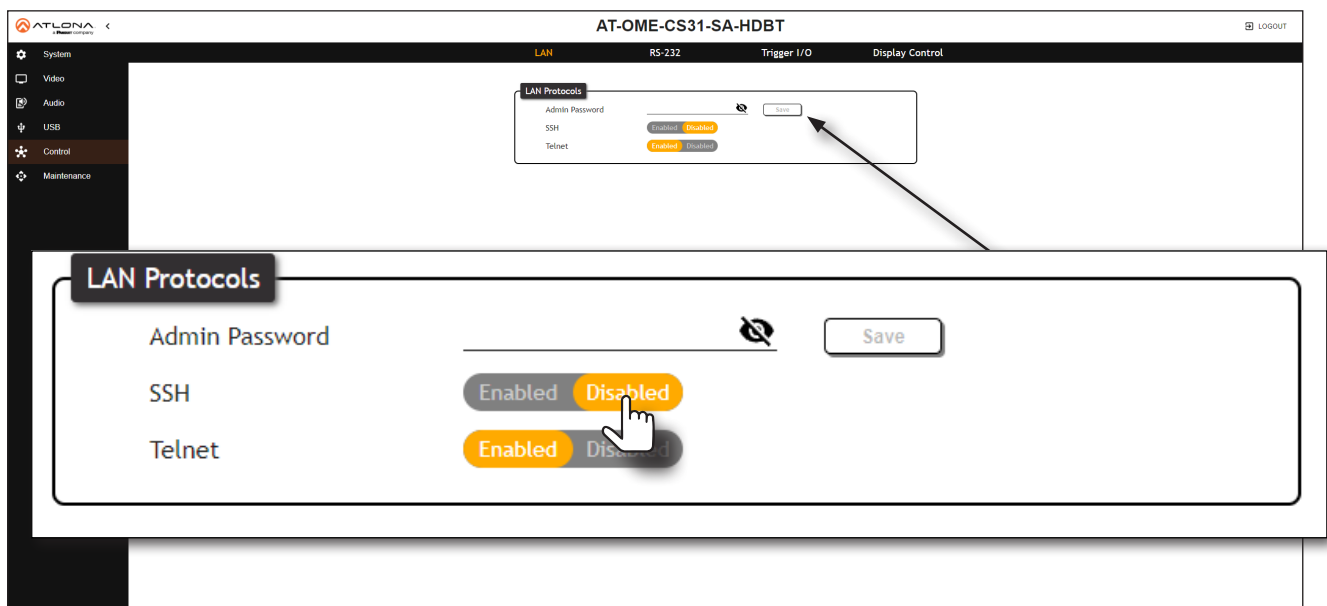 ATLONA
a Panduit company
<
AT-OME-CS31-SA-HDBT
LOGOUT
System
LAN RS-232 Trigger I/O Display Control
Video
Audio
USB
Control
Maintenance
LAN Protocols
Admin Password Save
SSH Enabled Disabled
Telnet Enabled Disabled
LAN Protocols
Admin Password Save
SSH Enabled Disabled
Telnet Enabled Disabled